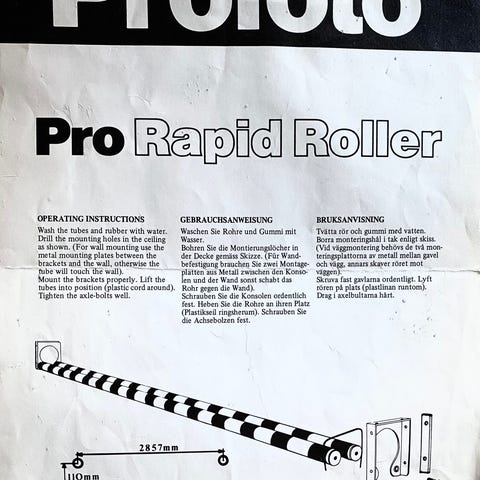 Profoto
Pro Rapid Roller
OPERATING INSTRUCTIONS
Wash the tubes and rubber with water.
Drill the mounting holes in the ceiling
as shown. (For wall mounting use the
metal mounting plates between the
brackets and the wall, otherwise the
tube will touch the wall).
Mount the brackets properly. Lift the
tubes into position (plastic cord around).
Tighten the axle-bolts well.
GEBRAUCHSANWEISUNG
Waschen Sie Rohre und Gummi mit
Wasser.
Bohren Sie die Montierungslöcher in
der Decke gemäss Skizze. (Für Wand-
befestigung brauchen Sie zwei Montage-
platten aus Metall zwischen den Konso-
len und der Wand sonst schabt das
Rohr gegen die Wand).
Schrauben Sie die Konsolen ordentlich
fest. Heben Sie die Rohre an ihren Platz
(Plastikseil ringsherum). Schrauben Sie
die Achsebolzen fest.
BRUKSANVISNING
Tvätta rör och gummi med vatten.
Borra monteringshål i tak enligt skiss.
(Vid väggmontering behövs de två mon-
teringsplattorna av metall mellan gavel
och vägg, annars skaver röret mot
väggen).
Skruva fast gavlarna ordentligt. Lyft
rören på plats (plastlinan runtom).
Drag i axelbultarna hårt.
2857mm
110mm